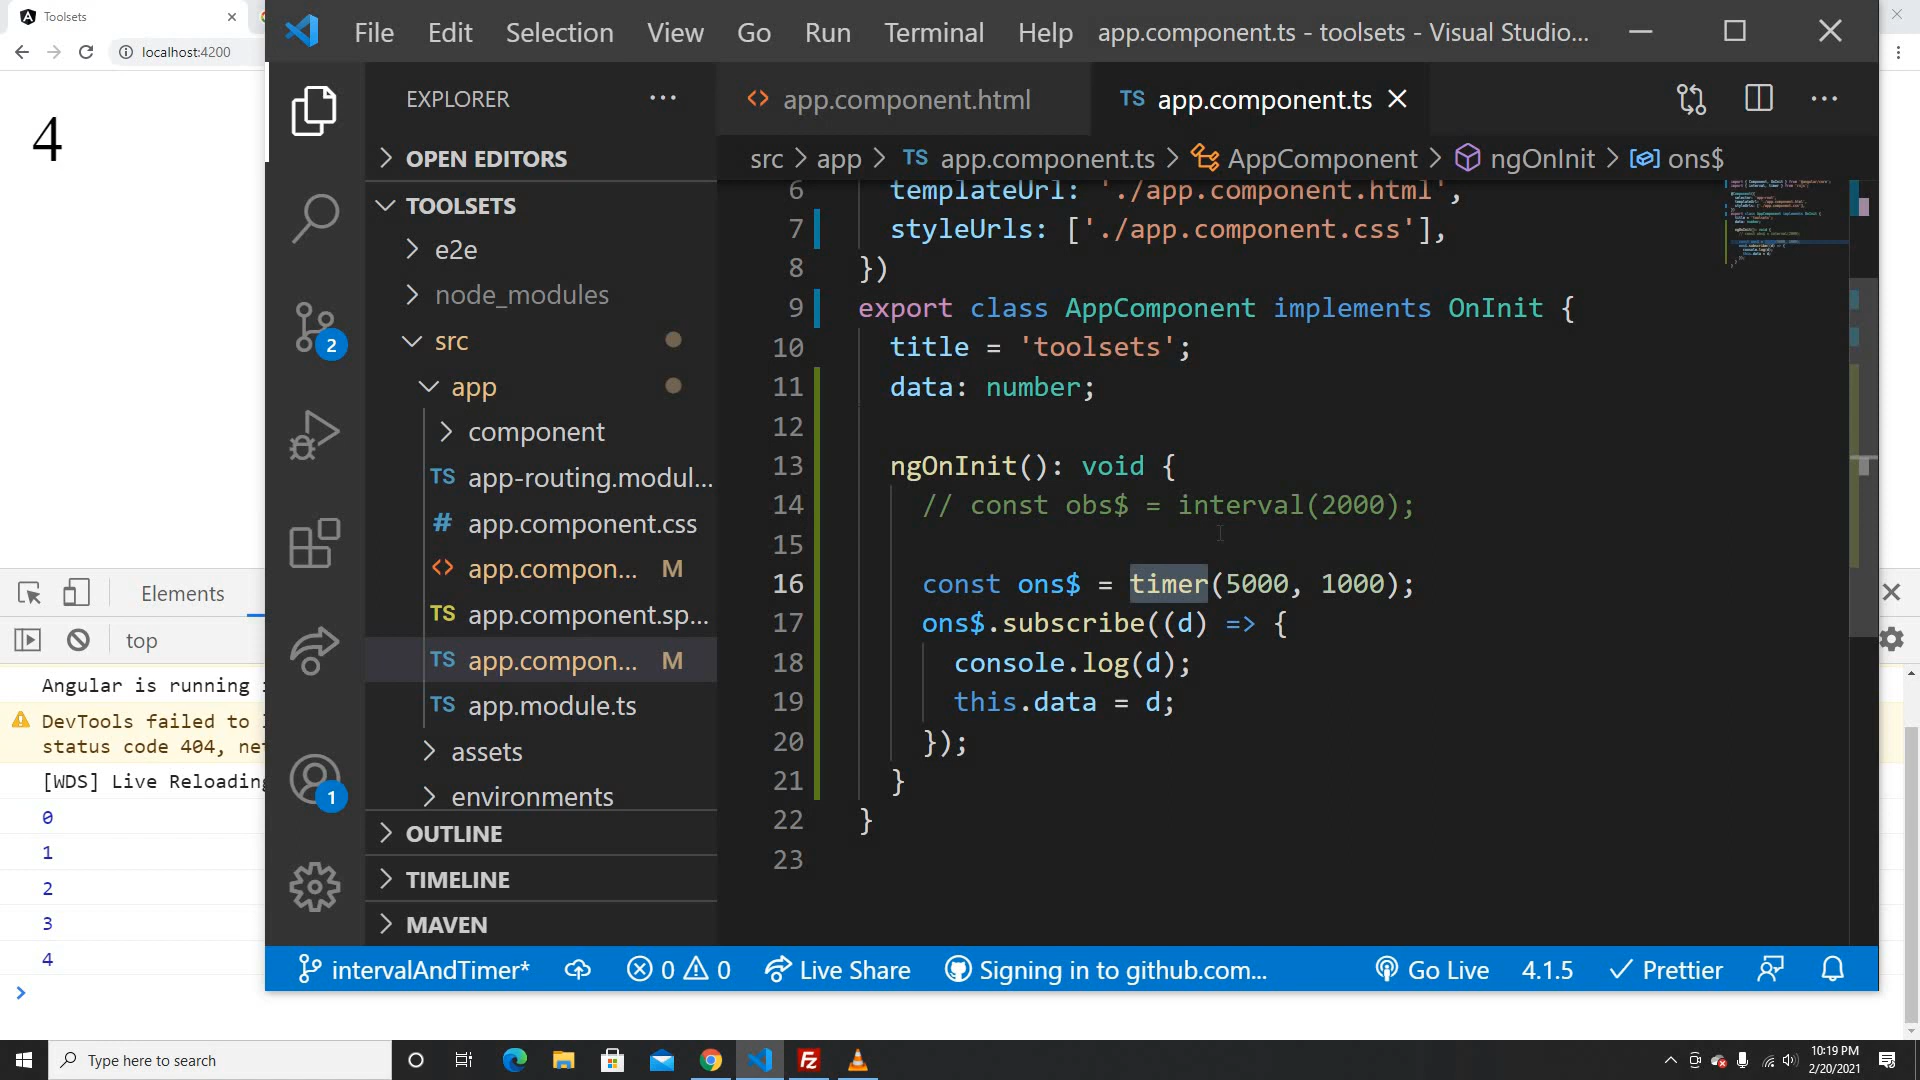 Toolsets
localhost:4200
4
Elements
top
Angular is running
DevTools failed to
status code 404, net
[WDS] Live Reloading
0
1
2
3
4
File Edit Selection View Go Run Terminal Help app.component.ts - toolsets - Visual Studio...
EXPLORER
OPEN EDITORS
TOOLSETS
e2e
node_modules
src
app
component
TS app-routing.modul...
# app.component.css
<> app.compon... M
TS app.component.sp...
TS app.compon... M
TS app.module.ts
assets
environments
OUTLINE
TIMELINE
MAVEN
2
1
<> app.component.html
TS app.component.ts
src > app > TS app.component.ts > AppComponent > ngOnInit > ons$
6 templateUrl: './app.component.html',
7 styleUrls: ['./app.component.css'],
8 })
9 export class AppComponent implements OnInit {
10 title = 'toolsets';
11 data: number;
12
13 ngOnInit(): void {
14 // const obs$ = interval(2000);
15
16 const ons$ = timer(5000, 1000);
17 ons$.subscribe((d) => {
18 console.log(d);
19 this.data = d;
20 });
21 }
22 }
23
intervalAndTimer* 0 0 Live Share Signing in to github.com... Go Live 4.1.5 Prettier
Type here to search
10:19 PM
2/20/2021